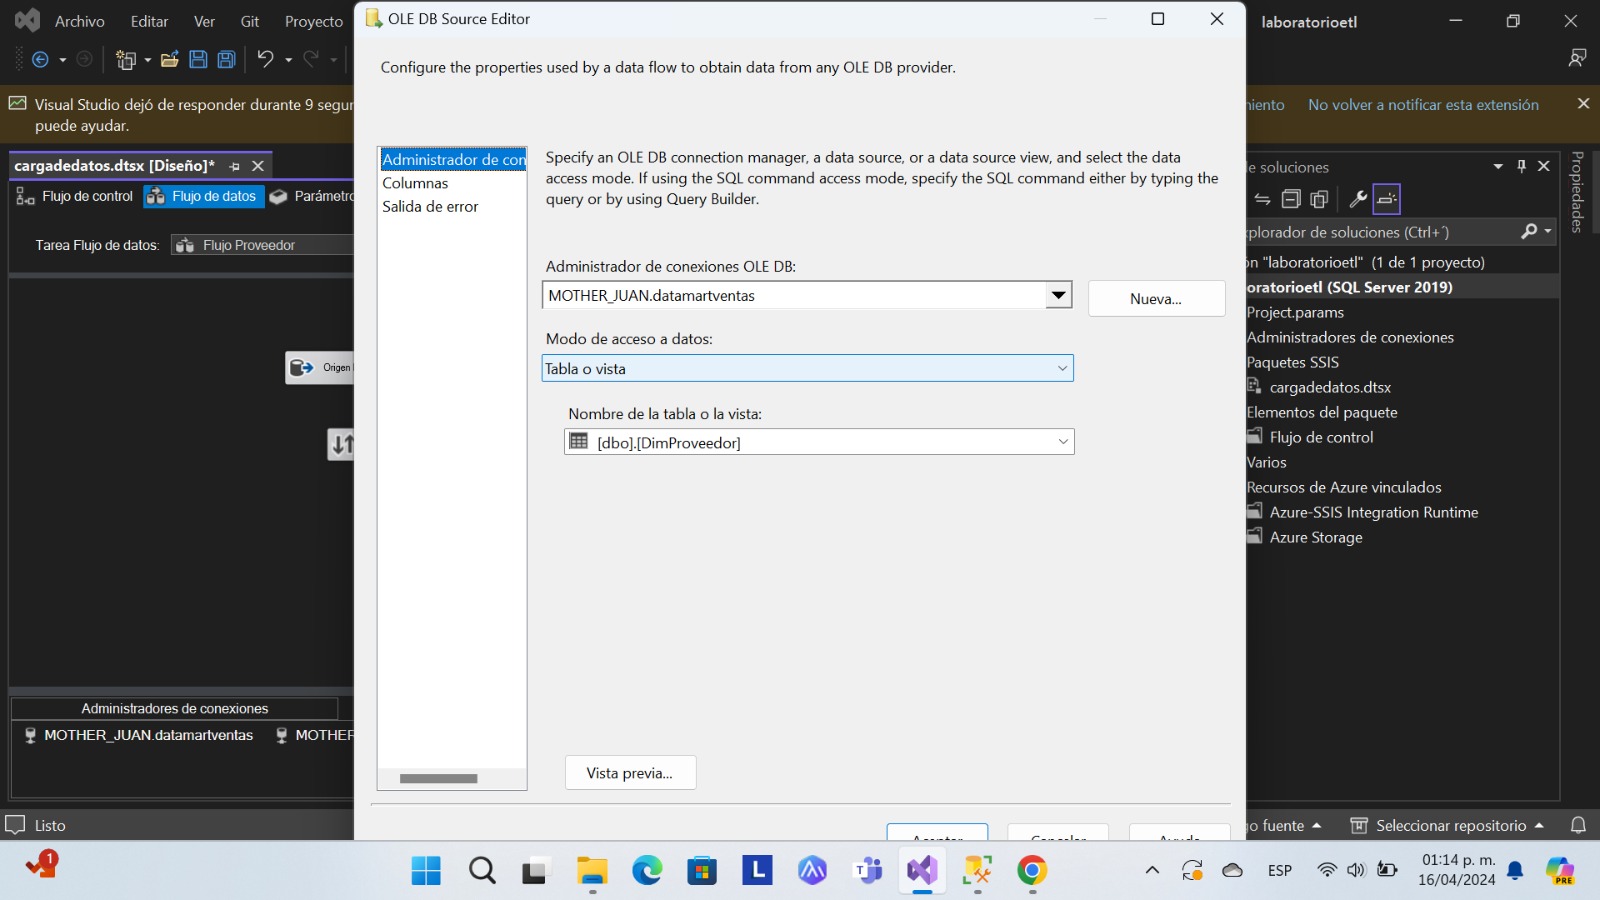 Archivo Editar Ver Git Proyecto
OLE DB Source Editor
laboratorioetl
Configure the properties used by a data flow to obtain data from any OLE DB provider.
Visual Studio dejó de responder durante 9 segur
puede ayudar.
miento No volver a notificar esta extensión
cargadedatos.dtsx [Diseño]*
Flujo de control Flujo de datos Parámetro
Tarea Flujo de datos: Flujo Proveedor
Origen
Administrador de con
Columnas
Salida de error
Specify an OLE DB connection manager, a data source, or a data source view, and select the data
access mode. If using the SQL command access mode, specify the SQL command either by typing the
query or by using Query Builder.
Administrador de conexiones OLE DB:
MOTHER_JUAN.datamartventas
Nueva...
Modo de acceso a datos:
Tabla o vista
Nombre de la tabla o la vista:
[dbo].[DimProveedor]
Vista previa...
Aceptar Cancelar Ayuda
e soluciones
Propiedades
xplorador de soluciones (Ctrl+´)
ón "laboratorioetl" (1 de 1 proyecto)
oratorioetl (SQL Server 2019)
Project.params
Administradores de conexiones
Paquetes SSIS
cargadedatos.dtsx
Elementos del paquete
Flujo de control
Varios
Recursos de Azure vinculados
Azure-SSIS Integration Runtime
Azure Storage
Administradores de conexiones
MOTHER_JUAN.datamartventas MOTHER
Listo
go fuente Seleccionar repositorio
1
L
ESP
01:14 p. m.
16/04/2024
PRE